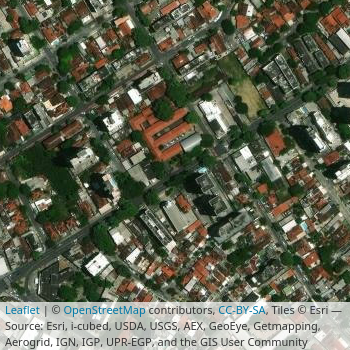 Leaflet | © OpenStreetMap contributors, CC-BY-SA, Tiles © Esri —
Source: Esri, i-cubed, USDA, USGS, AEX, GeoEye, Getmapping,
Aerogrid, IGN, IGP, UPR-EGP, and the GIS User Community